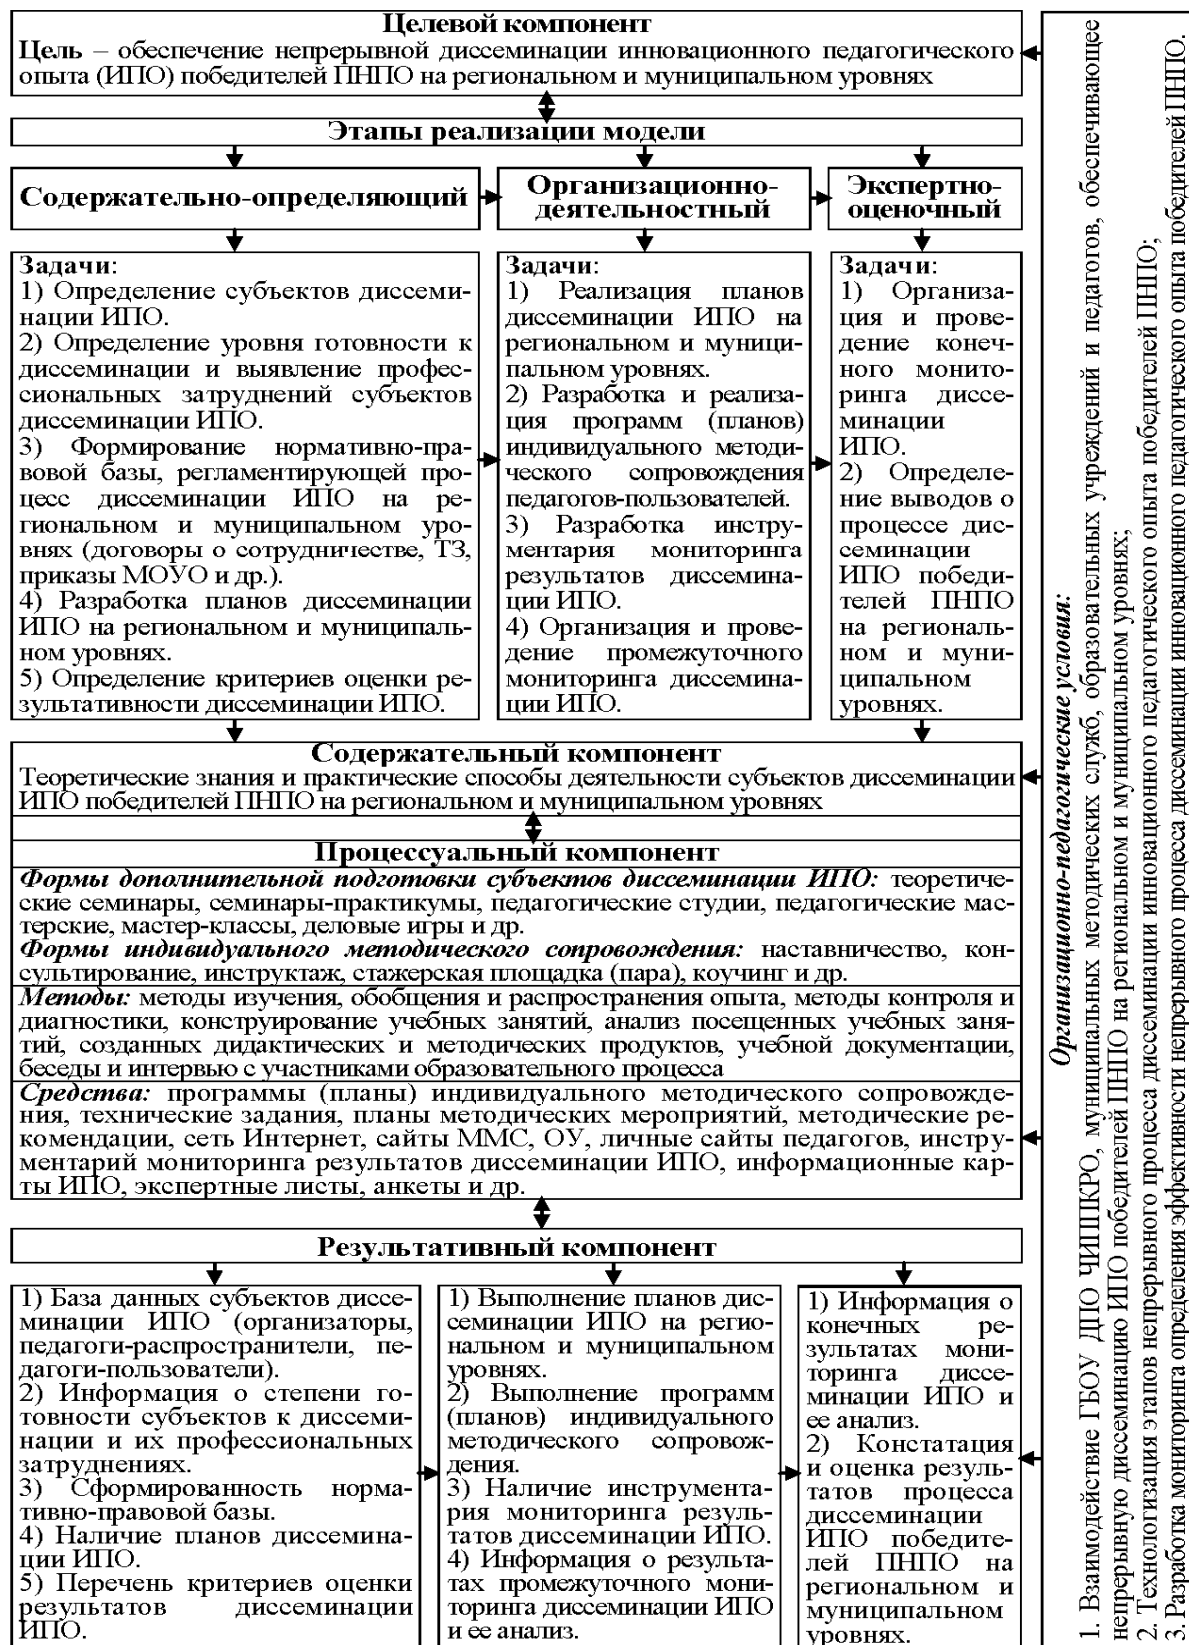 Целевой компонент
Цель – обеспечение непрерывной диссеминации инновационного педагогического
опыта (ИПО) победителей ПНПО на региональном и муниципальном уровнях
Этапы реализации модели
Содержательно-определяющий
Организационно-
деятельностный
Экспертно-
оценочный
Задачи:
1) Определение субъектов диссеми-
нации ИПО.
2) Определение уровня готовности к
диссеминации и выявление профес-
сиональных затруднений субъектов
диссеминации ИПО.
3) Формирование нормативно-пра-
вовой базы, регламентирующей про-
цесс диссеминации ИПО на ре-
гиональном и муниципальном уро-
внях (договоры о сотрудничестве, ТЗ,
приказы МОУО и др.).
4) Разработка планов диссеминации
ИПО на региональном и муниципаль-
ном уровнях.
5) Определение критериев оценки ре-
зультативности диссеминации ИПО.
Задачи:
1) Реализация планов
диссеминации ИПО на
региональном и муници-
пальном уровнях.
2) Разработка и реализа-
ция программ (планов)
индивидуального методи-
ческого сопровождения
педагогов-пользователей.
3) Разработка инстру-
ментария мониторинга
результатов диссемина-
ции ИПО.
4) Организация и прове-
дение промежуточного
мониторинга диссемина-
ции ИПО.
Задачи:
1) Организа-
ция и прове-
дение конеч-
ного монито-
ринга диссе-
минации
ИПО.
2) Определе-
ние выводов о
процессе дис-
семинации
ИПО победи-
телей ПНПО
на региональ-
ном и муни-
ципальном
уровнях.
Содержательный компонент
Теоретические знания и практические способы деятельности субъектов диссеминации
ИПО победителей ПНПО на региональном и муниципальном уровнях
Процессуальный компонент
Формы дополнительной подготовки субъектов диссеминации ИПО: теоретиче-
ские семинары, семинары-практикумы, педагогические студии, педагогические мас-
терские, мастер-классы, деловые игры и др.
Формы индивидуального методического сопровождения: наставничество, кон-
сультирование, инструктаж, стажерская площадка (пара), коучинг и др.
Методы: методы изучения, обобщения и распространения опыта, методы контроля и
диагностики, конструирование учебных занятий, анализ посещенных учебных заня-
тий, созданных дидактических и методических продуктов, учебной документации,
беседы и интервью с участниками образовательного процесса
Средства: программы (планы) индивидуального методического сопровожде-
ния, технические задания, планы методических мероприятий, методические ре-
комендации, сеть Интернет, сайты ММС, ОУ, личные сайты педагогов, инстру-
ментарий мониторинга результатов диссеминации ИПО, информационные кар-
ты ИПО, экспертные листы, анкеты и др.
Результативный компонент
1) База данных субъектов диссе-
минации ИПО (организаторы,
педагоги-распространители, пе-
дагоги-пользователи).
2) Информация о степени го-
товности субъектов к диссеми-
нации и их профессиональных
затруднениях.
3) Сформированность норма-
тивно-правовой базы.
4) Наличие планов диссемина-
ции ИПО.
5) Перечень критериев оценки
результатов диссеминации
ИПО.
1) Выполнение планов дис-
семинации ИПО на регио-
нальном и муниципальном
уровнях.
2) Выполнение программ
(планов) индивидуального
методического сопровож-
дения.
3) Наличие инструмента-
рия мониторинга резуль-
татов диссеминации ИПО.
4) Информация о результа-
тах промежуточного мони-
торинга диссеминации ИПО
и ее анализ.
1) Информация о
конечных ре-
зультатах мони-
торинга диссе-
минации ИПО и
ее анализ.
2) Констатация
и оценка резуль-
татов процесса
диссеминации
ИПО победите-
лей ПНПО на
региональном и
муниципальном
уровнях.
Организационно-педагогические условия:
1. Взаимодействие ГБОУ ДПО ЧИППКРО, муниципальных методических служб, образовательных учреждений и педагогов, обеспечивающее
непрерывную диссеминацию ИПО победителей ПНПО на региональном и муниципальном уровнях;
2. Технологизация этапов непрерывного процесса диссеминации инновационного педагогического опыта победителей ПНПО;
3. Разработка мониторинга определения эффективности непрерывного процесса диссеминации инновационного педагогического опыта победителей ПНПО.